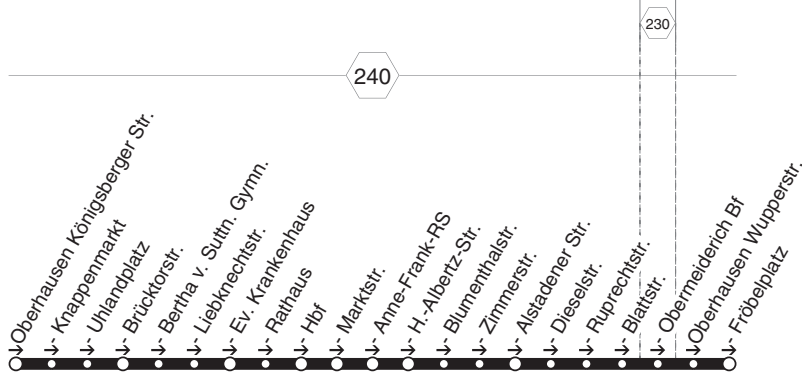 230
240
Oberhausen Königsberger Str.
- Knappenmarkt
- Uhlandplatz
- Brücktorstr.
- Bertha v. Suttn. Gymn.
- Liebknechtstr.
- Ev. Krankenhaus
- Rathaus
- Hbf
- Marktstr.
- Anne-Frank-RS
- H.-Albertz-Str.
- Blumenthalstr.
- Zimmerstr.
- Alstadener Str.
- Dieselstr.
- Ruprechtstr.
- Blattstr.
- Obermeiderich Bf
Oberhausen Wupperstr.
- Fröbelplatz